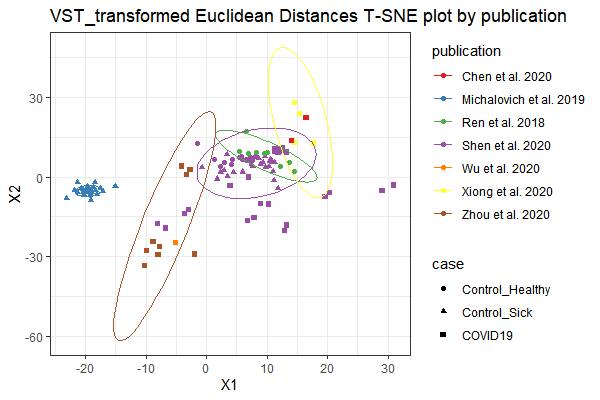 VST_transformed Euclidean Distances T-SNE plot by publication
X2
30
0
-30
-60
-20
-10
0
10
20
30
X1
publication
Chen et al. 2020
Michalovich et al. 2019
Ren et al. 2018
Shen et al. 2020
Wu et al. 2020
Xiong et al. 2020
Zhou et al. 2020
case
Control_Healthy
Control_Sick
COVID19